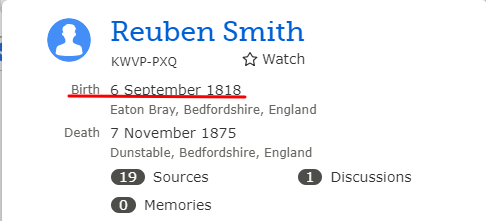 Reuben Smith
KWVP-PXQ Watch
Birth 6 September 1818
Eaton Bray, Bedfordshire, England
Death 7 November 1875
Dunstable, Bedfordshire, England
19 Sources 1 Discussions
0 Memories